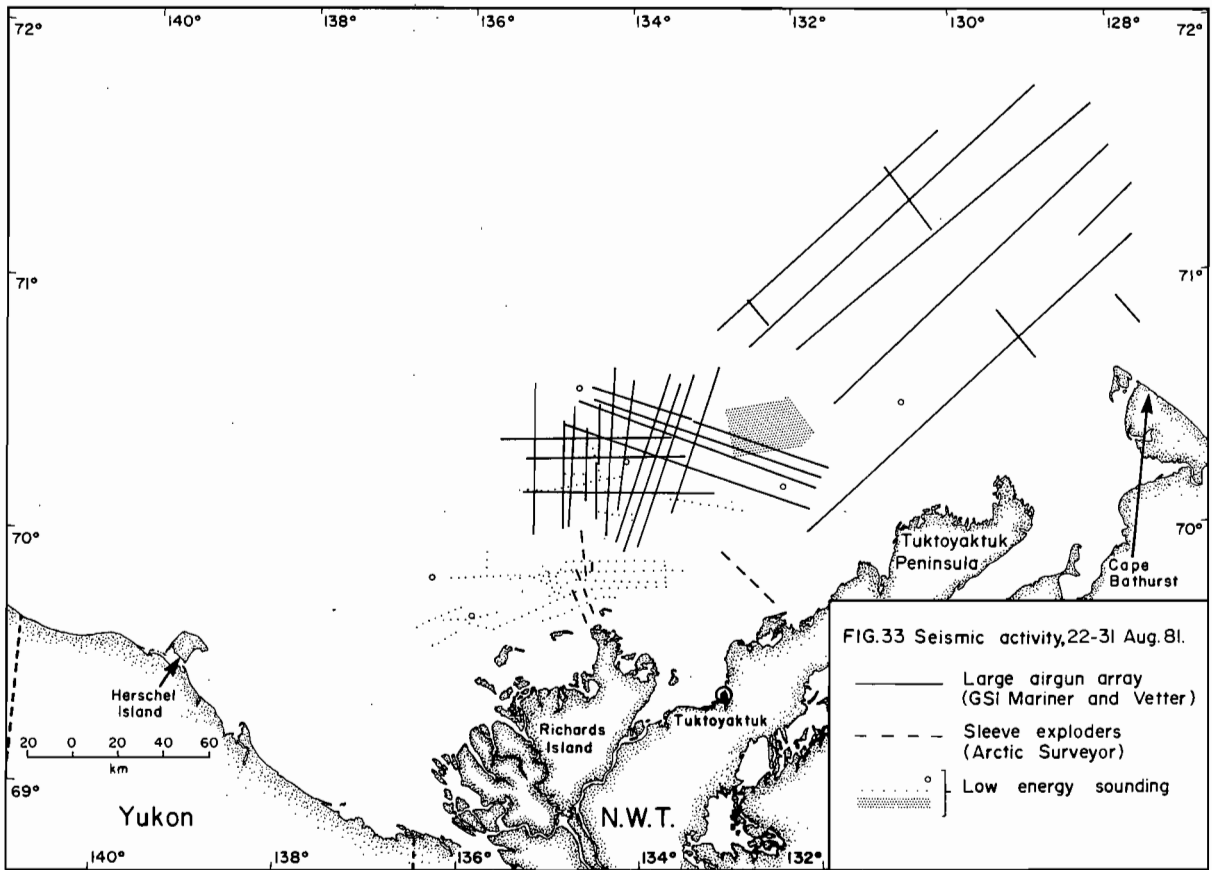 140° 138° 136° 134° 132° 130° 128°
72° 72°
71° 71°
70° 70°
Tuktoyaktuk
Peninsula
Cape
Bathurst
Herschel
Island
Richards
Island
Tuktoyaktuk
20 0 20 40 60
km
69°
Yukon
N.W.T.
140° 138° 136° 134° 132°
FIG.33 Seismic activity, 22-31 Aug. 81.
Large airgun array
(GSI Mariner and Vetter)
Sleeve exploders
(Arctic Surveyor)
Low energy sounding